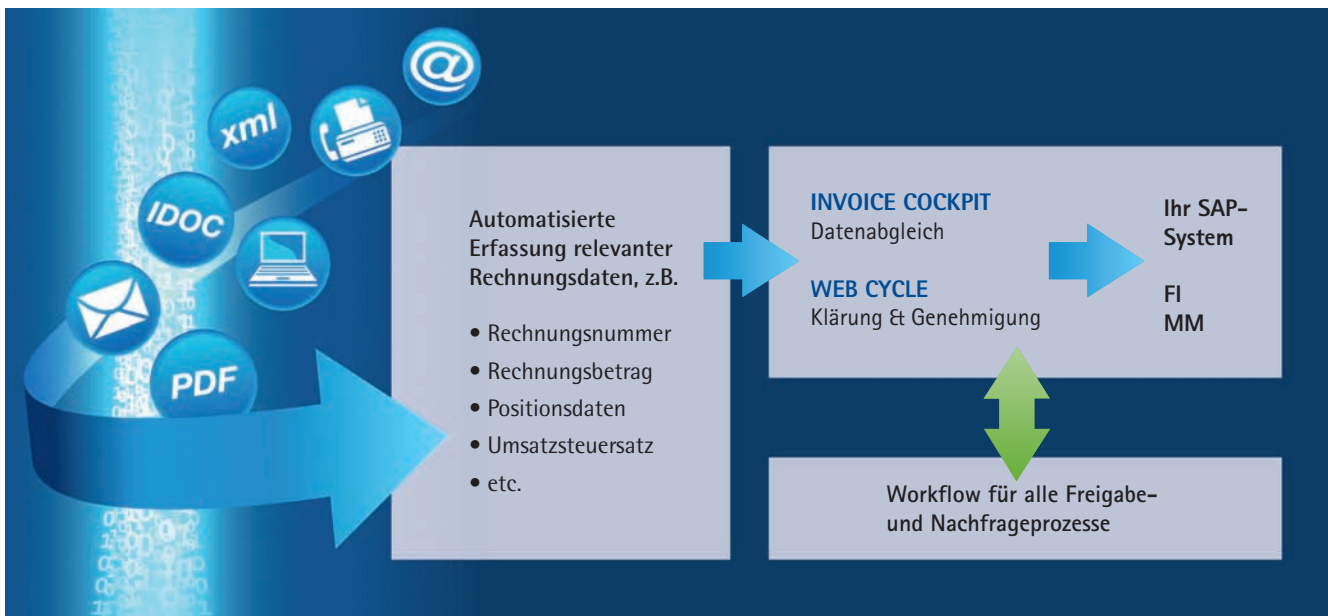 @
xml
IDOC
PDF
Automatisierte
Erfassung relevanter
Rechnungsdaten, z.B.
• Rechnungsnummer
• Rechnungsbetrag
• Positionsdaten
• Umsatzsteuersatz
• etc.
INVOICE COCKPIT
Datenabgleich
WEB CYCLE
Klärung & Genehmigung
Ihr SAP-
System
FI
MM
Workflow für alle Freigabe-
und Nachfrageprozesse